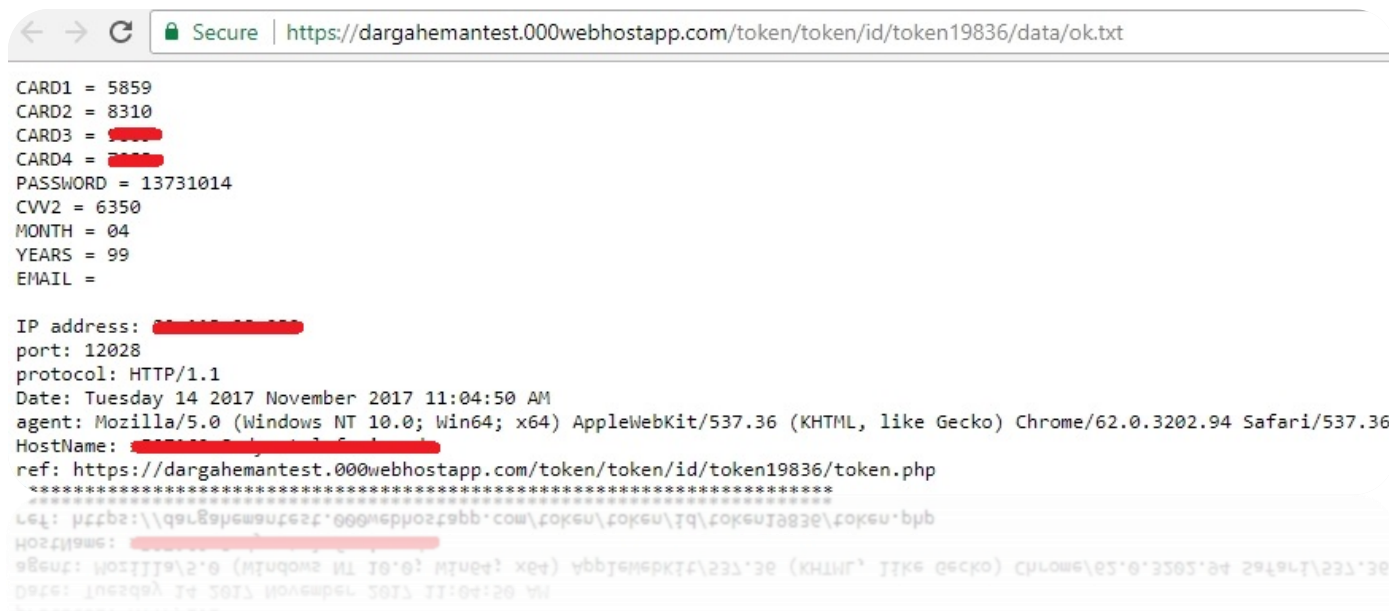 Secure | https://dargahemantest.000webhostapp.com/token/token/id/token19836/data/ok.txt
CARD1 = 5859
CARD2 = 8310
CARD3 =
CARD4 =
PASSWORD = 13731014
CVV2 = 6350
MONTH = 04
YEARS = 99
EMAIL =
IP address:
port: 12028
protocol: HTTP/1.1
Date: Tuesday 14 2017 November 2017 11:04:50 AM
agent: Mozilla/5.0 (Windows NT 10.0; Win64; x64) AppleWebKit/537.36 (KHTML, like Gecko) Chrome/62.0.3202.94 Safari/537.36
HostName:
ref: https://dargahemantest.000webhostapp.com/token/token/id/token19836/token.php
**************************************************************************